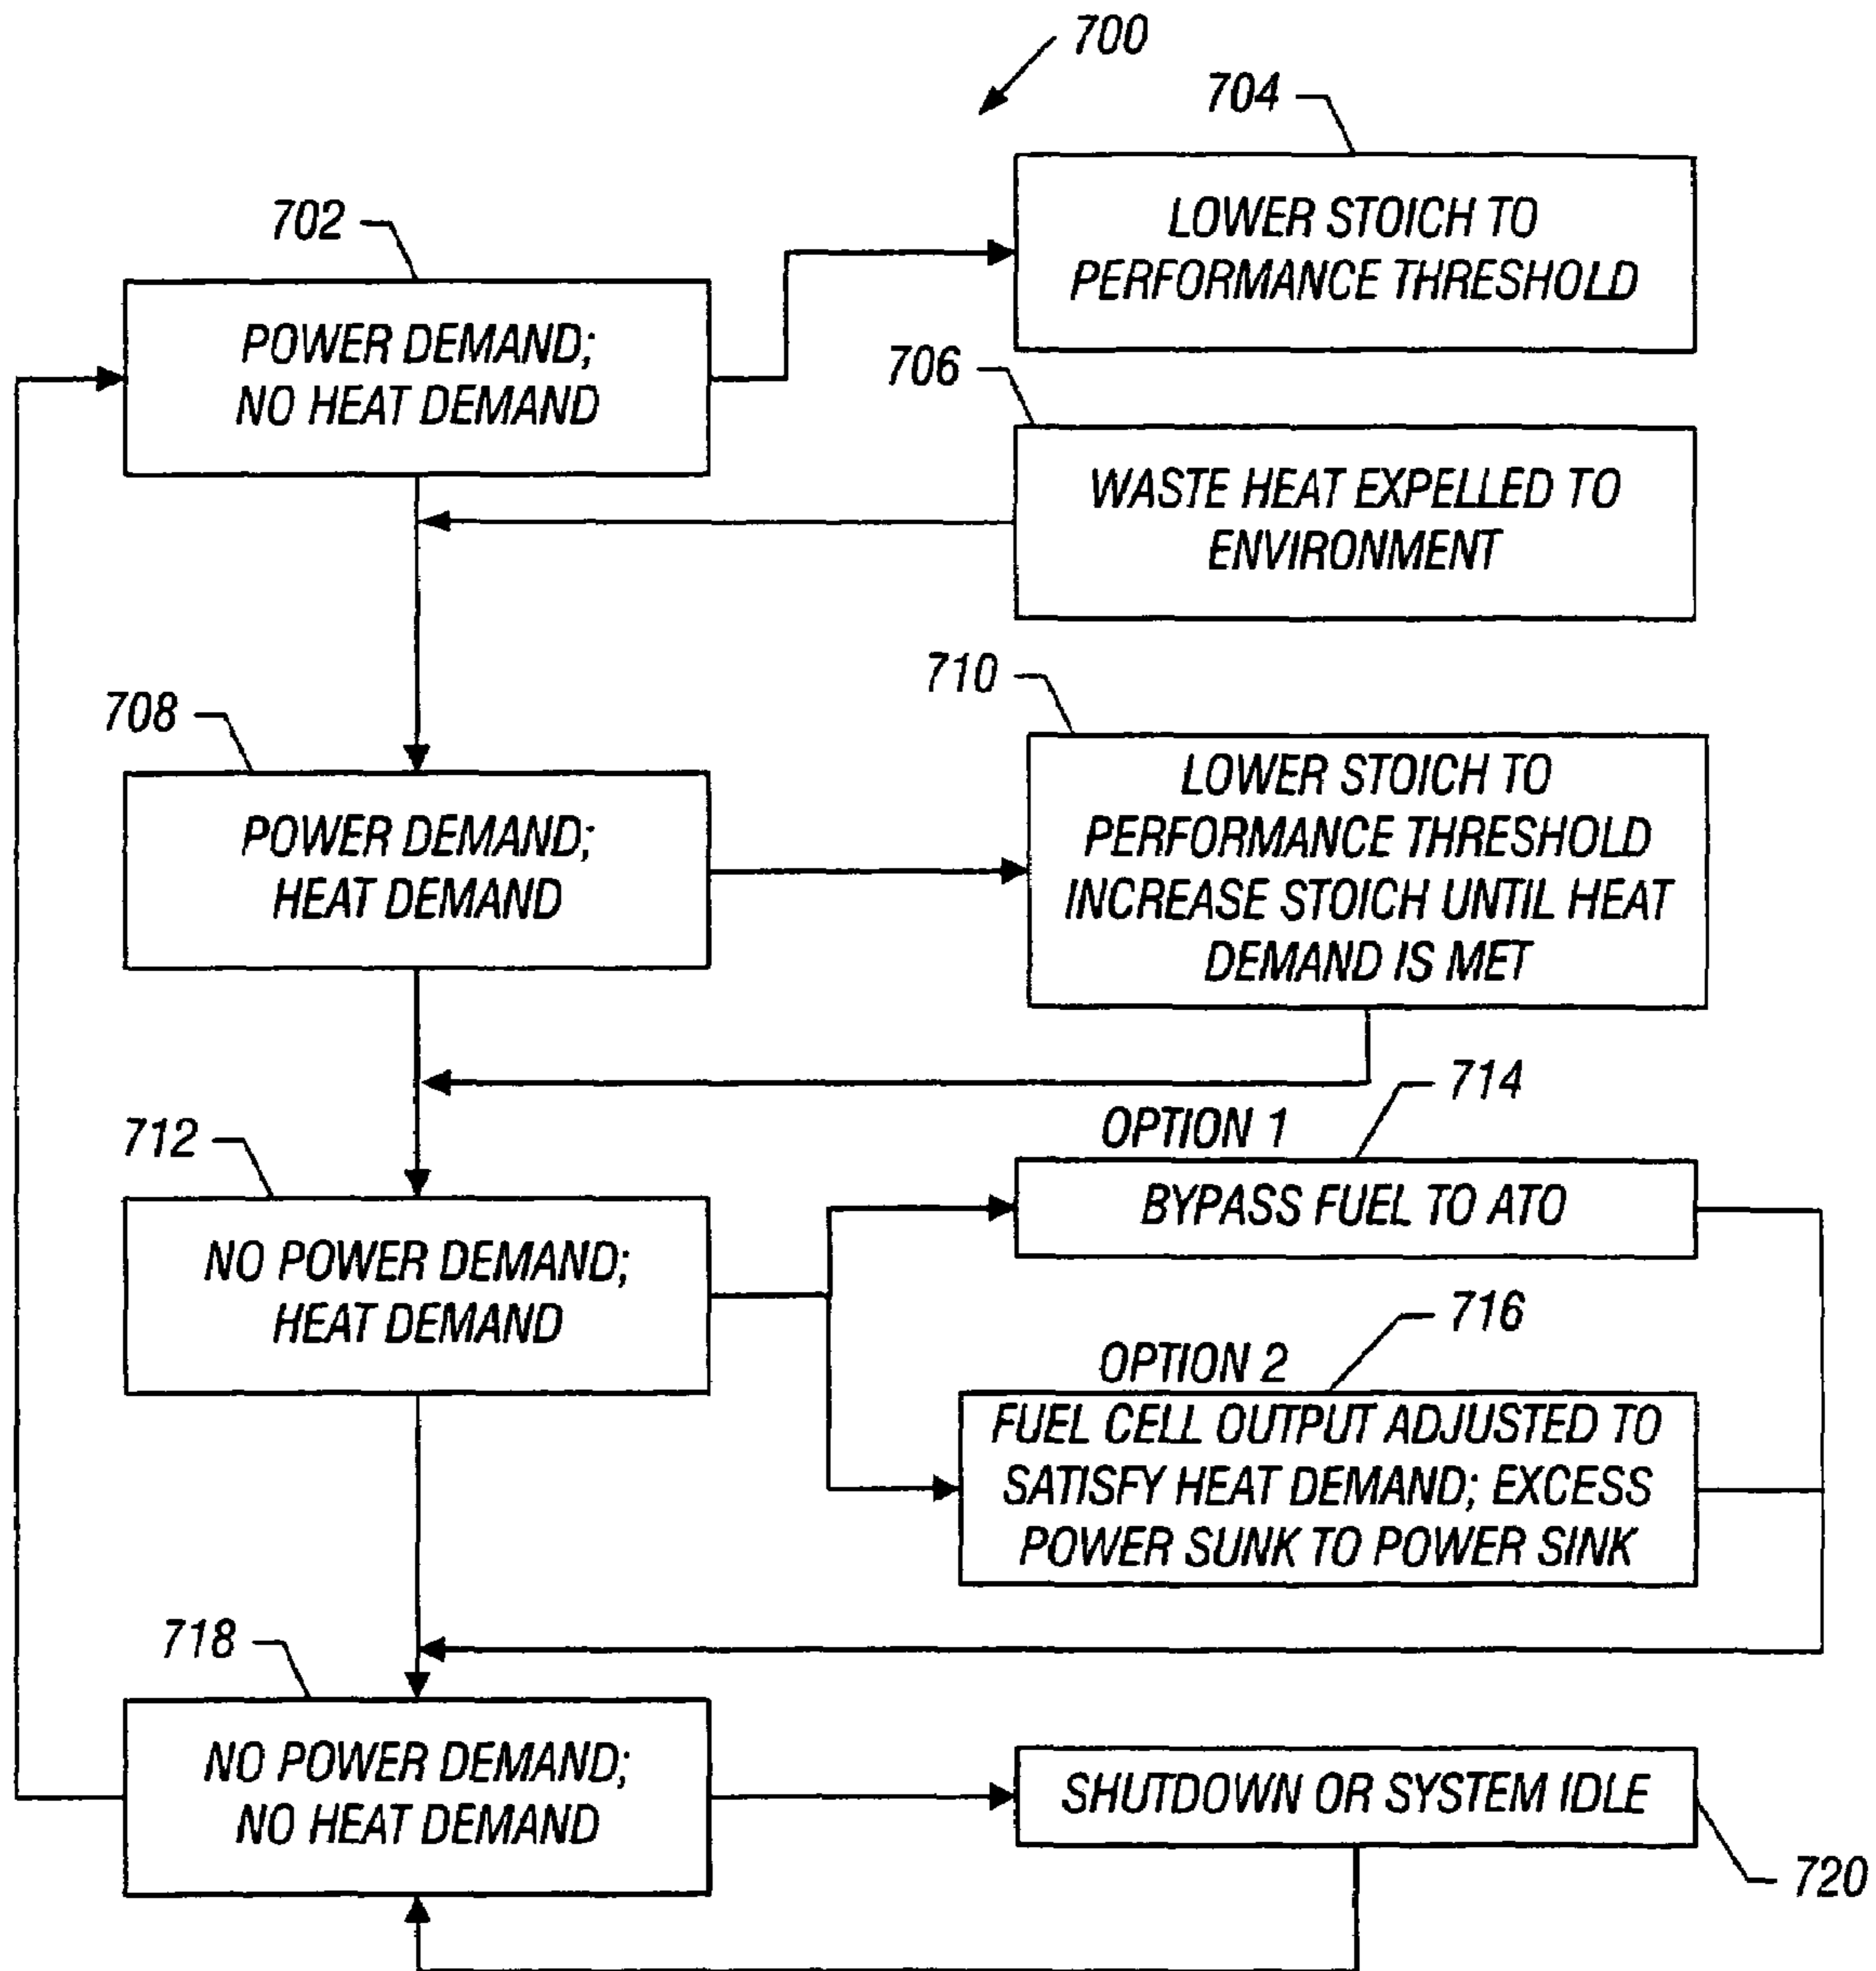 700
704
LOWER STOICH TO
PERFORMANCE THRESHOLD
702
POWER DEMAND;
NO HEAT DEMAND
706
WASTE HEAT EXPELLED TO
ENVIRONMENT
710
LOWER STOICH TO
PERFORMANCE THRESHOLD
INCREASE STOICH UNTIL HEAT
DEMAND IS MET
708
POWER DEMAND;
HEAT DEMAND
714
OPTION 1
BYPASS FUEL TO ATO
712
NO POWER DEMAND;
HEAT DEMAND
716
OPTION 2
FUEL CELL OUTPUT ADJUSTED TO
SATISFY HEAT DEMAND; EXCESS
POWER SUNK TO POWER SINK
718
NO POWER DEMAND;
NO HEAT DEMAND
SHUTDOWN OR SYSTEM IDLE
720